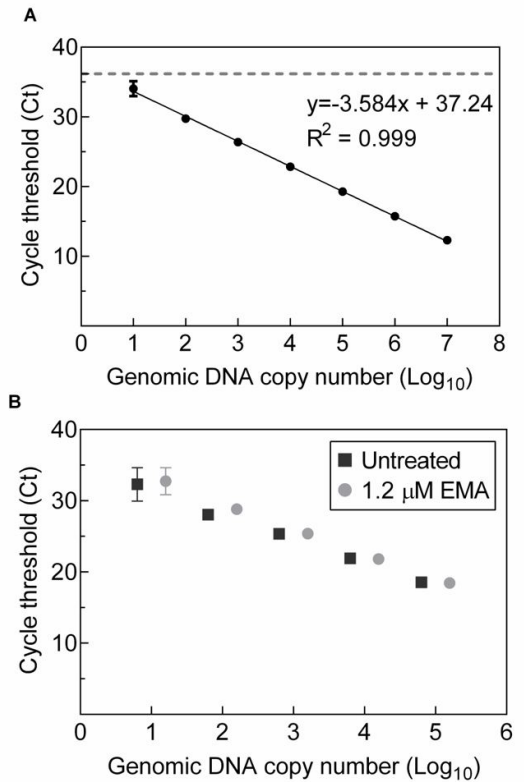 A
40
30
20
10
Cycle threshold (Ct)
y=-3.584x + 37.24
R² = 0.999
0 1 2 3 4 5 6 7 8
Genomic DNA copy number (Log₁₀)
B
40
30
20
10
Cycle threshold (Ct)
Untreated
1.2 μM EMA
0 1 2 3 4 5 6
Genomic DNA copy number (Log₁₀)